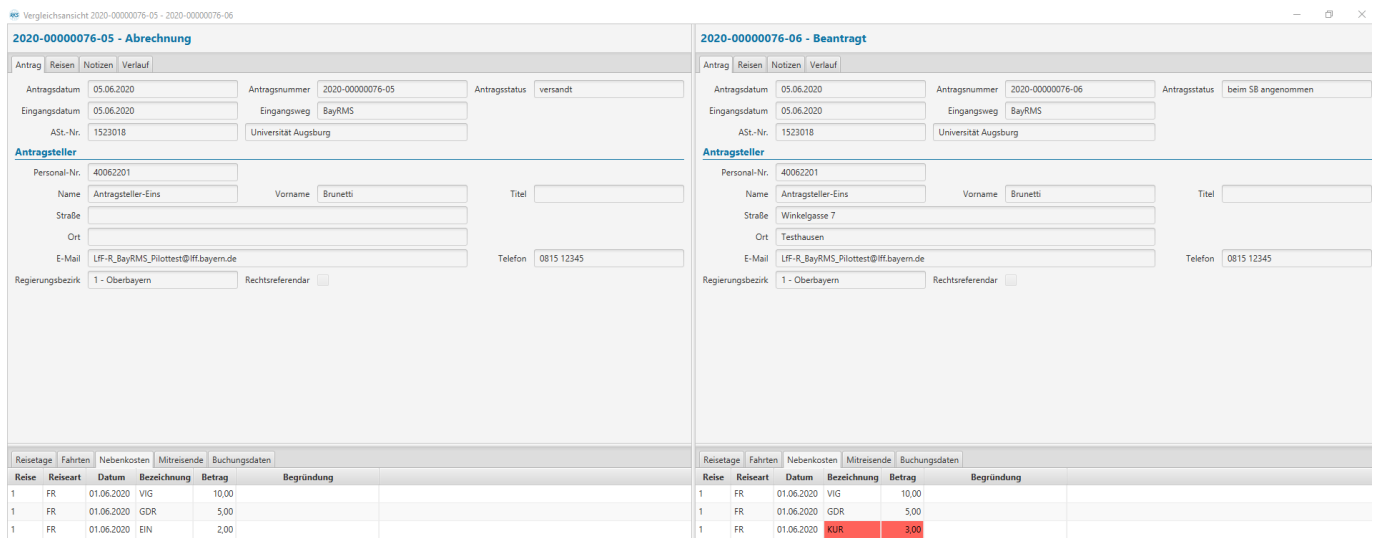 RKS Vergleichsansicht 2020-00000076-05 - 2020-00000076-06
2020-00000076-05 - Abrechnung
Antrag Reisen Notizen Verlauf
Antragsdatum 05.06.2020 Antragsnummer 2020-00000076-05 Antragsstatus versandt
Eingangsdatum 05.06.2020 Eingangsweg BayRMS
ASt.-Nr. 1523018 Universität Augsburg
Antragsteller
Personal-Nr. 40062201
Name Antragsteller-Eins Vorname Brunetti Titel
Straße
Ort
E-Mail LfF-R_BayRMS_Pilottest@lff.bayern.de Telefon 0815 12345
Regierungsbezirk 1 - Oberbayern Rechtsreferendar
Reisetage Fahrten Nebenkosten Mitreisende Buchungsdaten
Reise Reiseart Datum Bezeichnung Betrag Begründung
1 FR 01.06.2020 VIG 10,00
1 FR 01.06.2020 GDR 5,00
1 FR 01.06.2020 EIN 2,00
2020-00000076-06 - Beantragt
Antrag Reisen Notizen Verlauf
Antragsdatum 05.06.2020 Antragsnummer 2020-00000076-06 Antragsstatus beim SB angenommen
Eingangsdatum 05.06.2020 Eingangsweg BayRMS
ASt.-Nr. 1523018 Universität Augsburg
Antragsteller
Personal-Nr. 40062201
Name Antragsteller-Eins Vorname Brunetti Titel
Straße Winkelgasse 7
Ort Testhausen
E-Mail LfF-R_BayRMS_Pilottest@lff.bayern.de Telefon 0815 12345
Regierungsbezirk 1 - Oberbayern Rechtsreferendar
Reisetage Fahrten Nebenkosten Mitreisende Buchungsdaten
Reise Reiseart Datum Bezeichnung Betrag Begründung
1 FR 01.06.2020 VIG 10,00
1 FR 01.06.2020 GDR 5,00
1 FR 01.06.2020 KUR 3,00